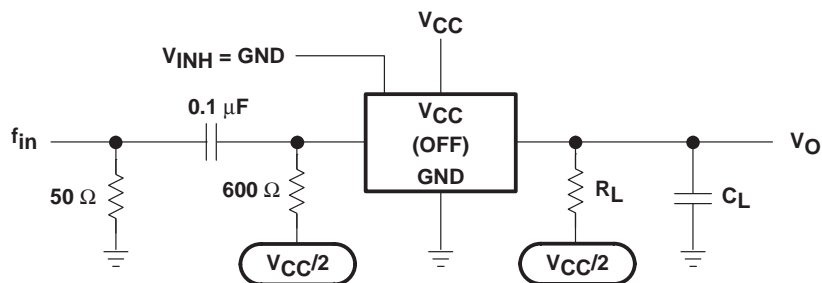 VCC
VINH = GND
0.1 μF
VCC
fin
(OFF)
VO
GND
50 Ω
600 Ω
RL
CL
VCC/2
VCC/2